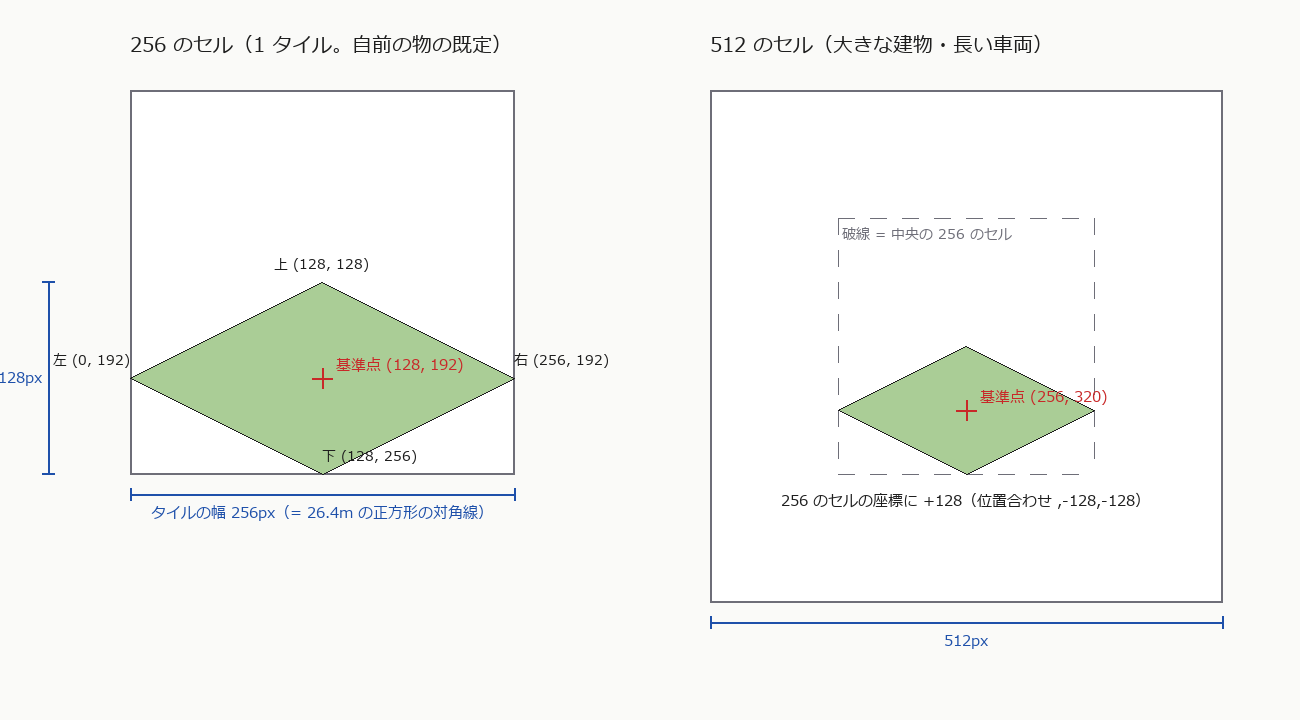 256 のセル（1 タイル。自前の物の既定）
上 (128, 128)
左 (0, 192)
基準点 (128, 192)
右 (256, 192)
128px
下 (128, 256)
タイルの幅 256px（= 26.4m の正方形の対角線）
512 のセル（大きな建物・長い車両）
破線 = 中央の 256 のセル
基準点 (256, 320)
256 のセルの座標に +128（位置合わせ ,-128,-128）
512px